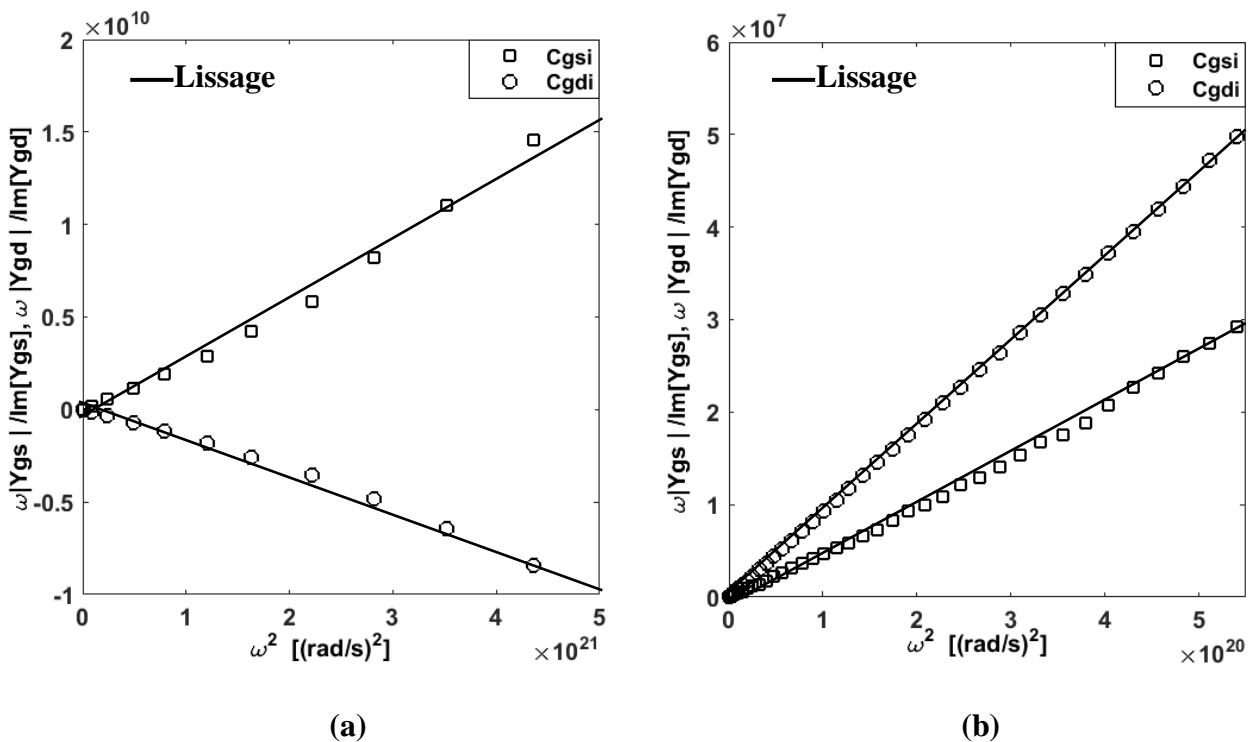 ×10^10
2
1.5
1
0.5
0
-0.5
-1
0 1 2 3 4 5
×10^21
ω|Ygs | /Im[Ygs], ω |Ygd | /Im[Ygd]
ω^2 [(rad/s)^2]
Lissage
Cgsi
Cgdi
(a)
×10^7
6
5
4
3
2
1
0
0 1 2 3 4 5
×10^20
ω|Ygs | /Im[Ygs], ω |Ygd | /Im[Ygd]
ω^2 [(rad/s)^2]
Lissage
Cgsi
Cgdi
(b)